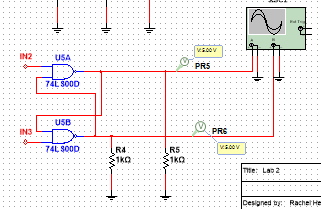 XSC1
IN2
U5A
V: 5.00 V
PR5
74LS00D
U5B
PR6
IN3
74LS00D
R4
1kΩ
R5
1kΩ
V: 5.00 V
Title: Lab 2
Designed by: Rachel He